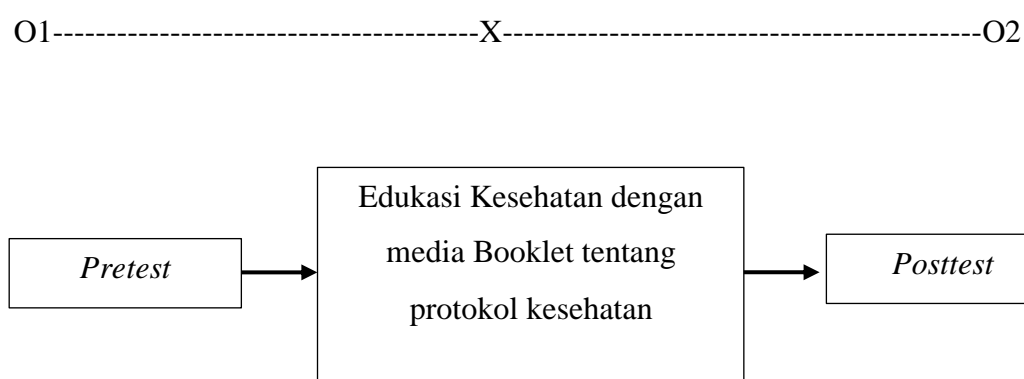 O1-------------------------------------X------------------------------------------O2
Edukasi Kesehatan dengan
media Booklet tentang
protokol kesehatan
Pretest
Posttest